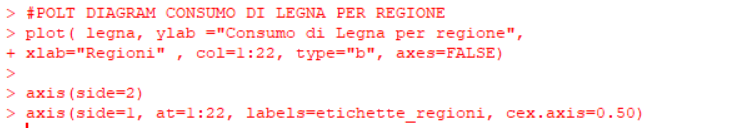 > #POLT DIAGRAM CONSUMO DI LEGNA PER REGIONE
> plot( legna, ylab ="Consumo di Legna per regione",
+ xlab="Regioni" , col=1:22, type="b", axes=FALSE)
>
> axis(side=2)
> axis(side=1, at=1:22, labels=etichette_regioni, cex.axis=0.50)